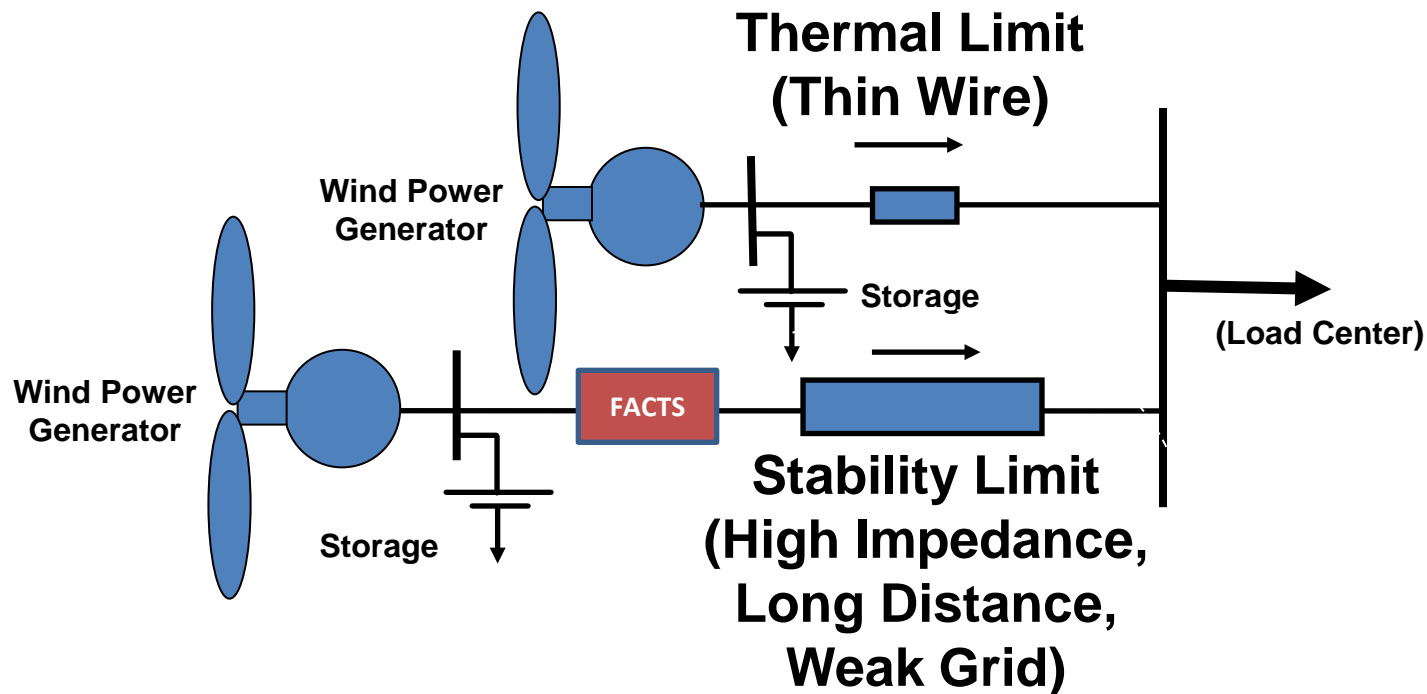 Thermal Limit
(Thin Wire)
Wind Power
Generator
Storage
(Load Center)
Wind Power
Generator
FACTS
Storage
Stability Limit
(High Impedance,
Long Distance,
Weak Grid)